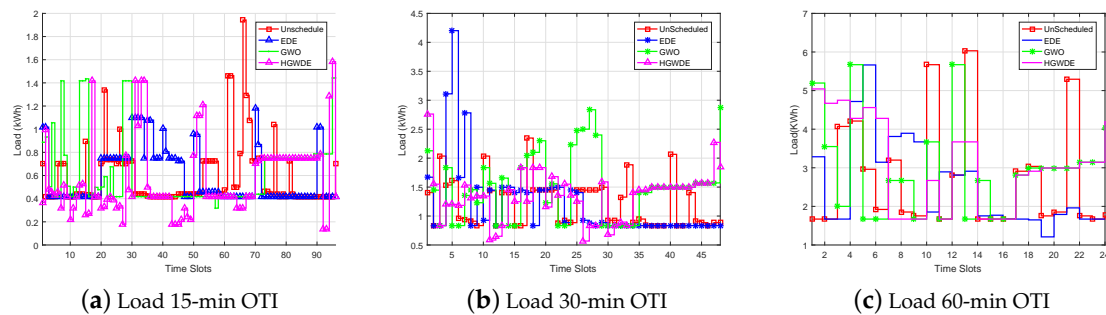 2
1.8
1.6
1.4
1.2
1
0.8
0.6
0.4
0.2
0
Load (kWh)
10 20 30 40 50 60 70 80 90
Time Slots
Unschedule
EDE
GWO
HGWDE
(a) Load 15-min OTI
4.5
4
3.5
3
2.5
2
1.5
1
0.5
Load (kWh)
5 10 15 20 25 30 35 40 45
Time Slots
UnScheduled
EDE
GWO
HGWDE
(b) Load 30-min OTI
7
6
5
4
3
2
1
Load(KWh)
2 4 6 8 10 12 14 16 18 20 22 24
Time Slots
UnScheduled
EDE
GWO
HGWDE
(c) Load 60-min OTI